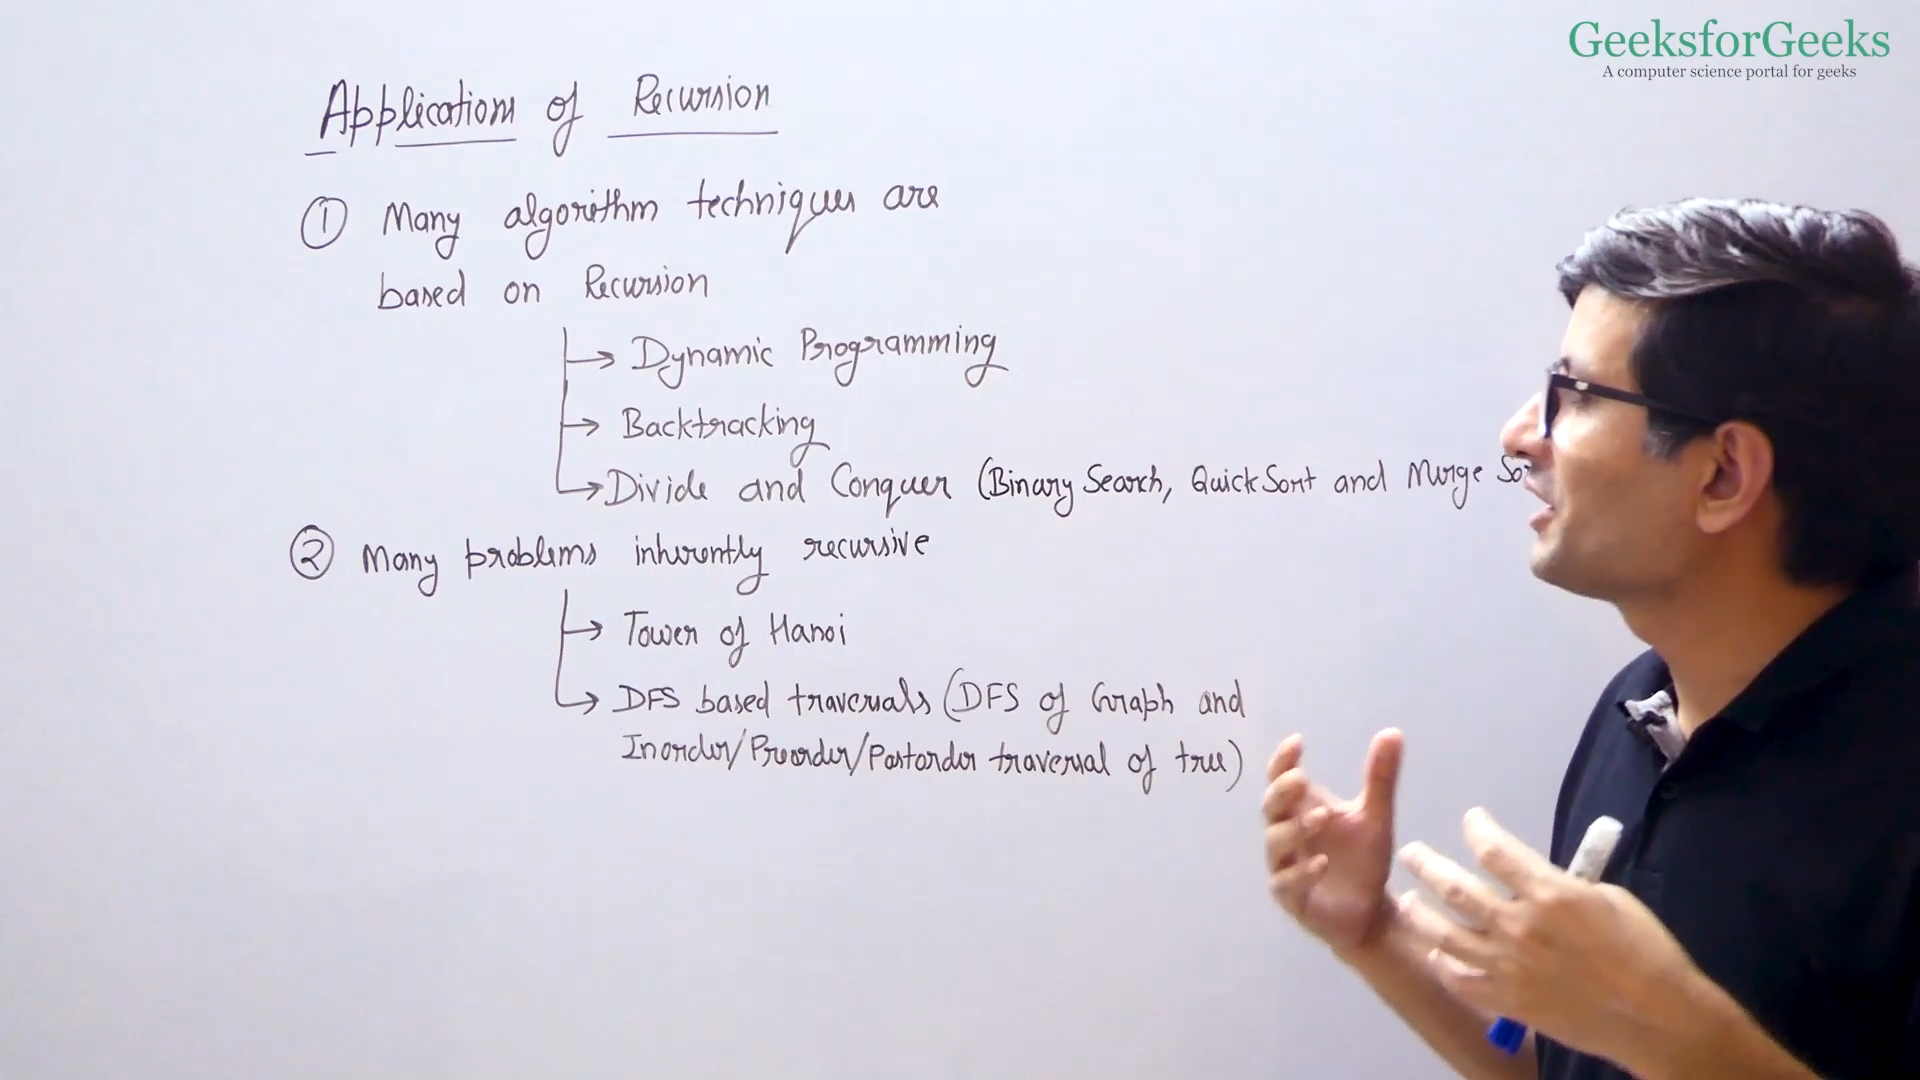 GeeksforGeeks
A computer science portal for geeks
Applications of Recursion
① Many algorithm techniques are
based on Recursion
→ Dynamic Programming
→ Backtracking
→ Divide and Conquer (Binary Search, Quick Sort and Merge So
② Many problems inherently recursive
→ Tower of Hanoi
→ DFS based traversals (DFS of Graph and
Inorder/Preorder/Postorder traversal of tree)